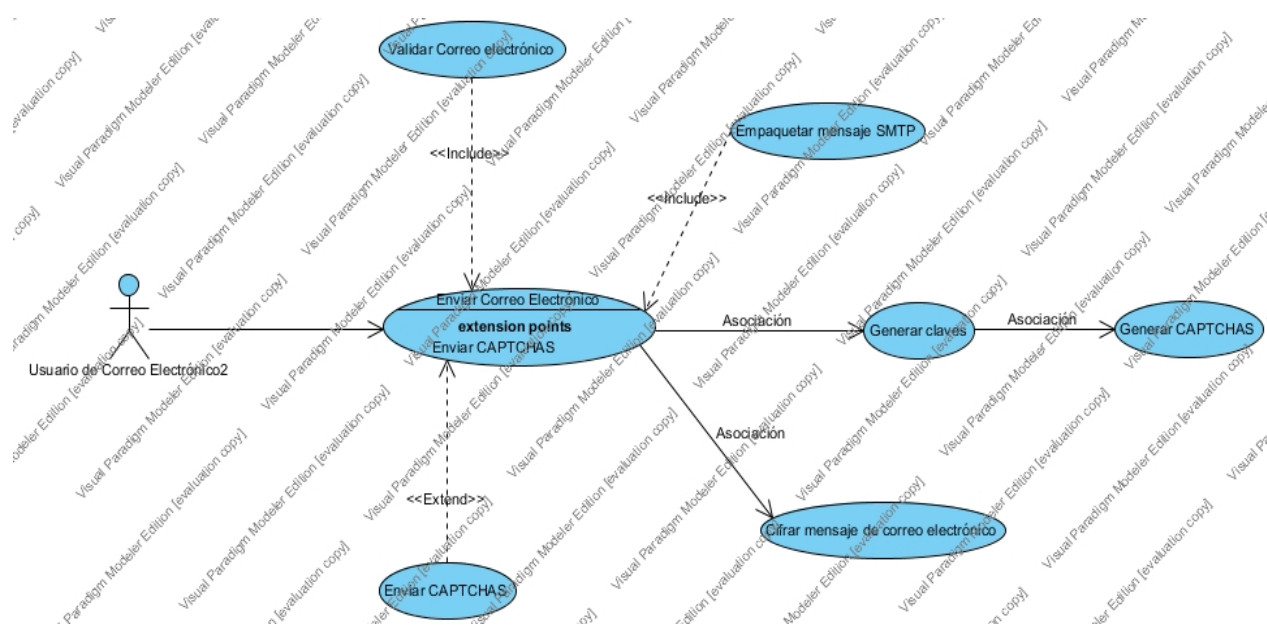 Validar Correo electrónico
Empaquetar mensaje SMTP
<<Include>>
<<Include>>
Enviar Correo Electrónico
extension points
Enviar CAPTCHAS
Asociación
Generar claves
Asociación
Generar CAPTCHAS
Usuario de Correo Electrónico2
Asociación
<<Extend>>
Cifrar mensaje de correo electrónico
Enviar CAPTCHAS
Visual Paradigm Modeler Edition [evaluation copy]